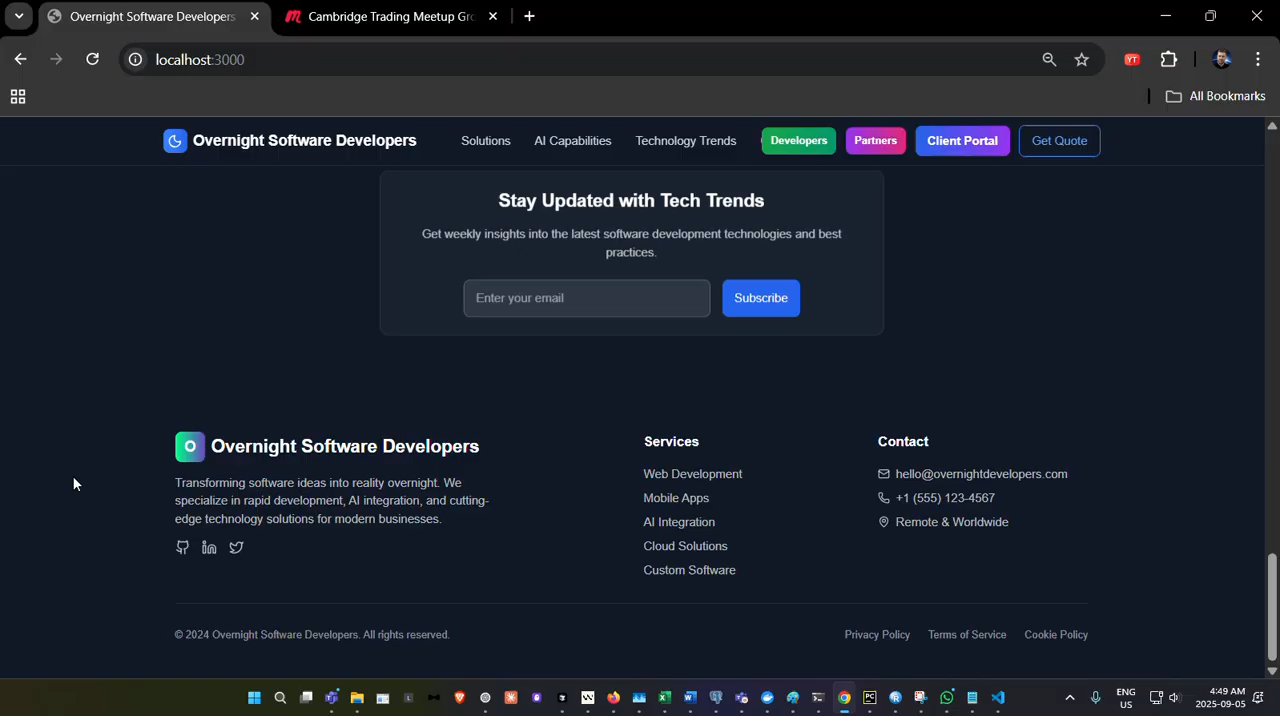 Overnight Software Developers
Cambridge Trading Meetup Gro
localhost:3000
YT
All Bookmarks
Overnight Software Developers
Solutions
AI Capabilities
Technology Trends
Developers
Partners
Client Portal
Get Quote
Stay Updated with Tech Trends
Get weekly insights into the latest software development technologies and best
practices.
Enter your email
Subscribe
O
Overnight Software Developers
Transforming software ideas into reality overnight. We
specialize in rapid development, AI integration, and cutting-
edge technology solutions for modern businesses.
Services
Web Development
Mobile Apps
AI Integration
Cloud Solutions
Custom Software
Contact
hello@overnightdevelopers.com
+1 (555) 123-4567
Remote & Worldwide
© 2024 Overnight Software Developers. All rights reserved.
Privacy Policy
Terms of Service
Cookie Policy
ENG
US
4:49 AM
2025-09-05